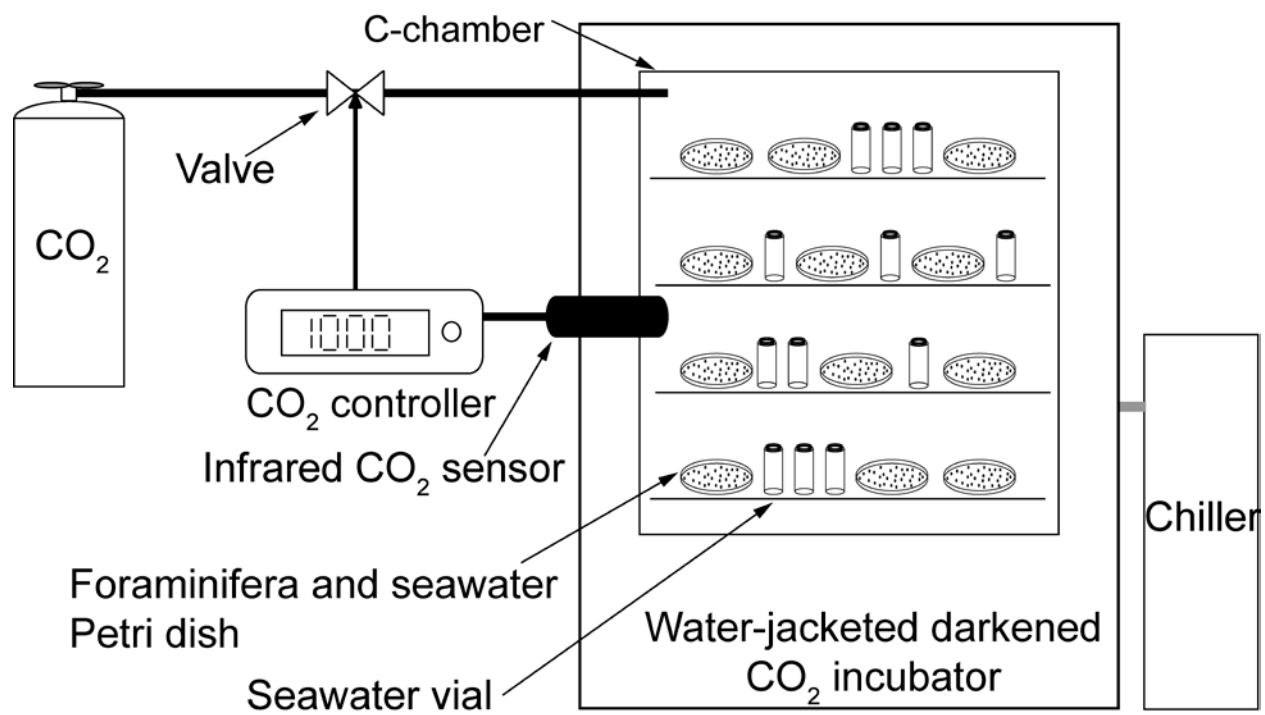 C-chamber
Valve
CO₂
1000
CO₂ controller
Infrared CO₂ sensor
Chiller
Foraminifera and seawater
Petri dish
Water-jacketed darkened
CO₂ incubator
Seawater vial